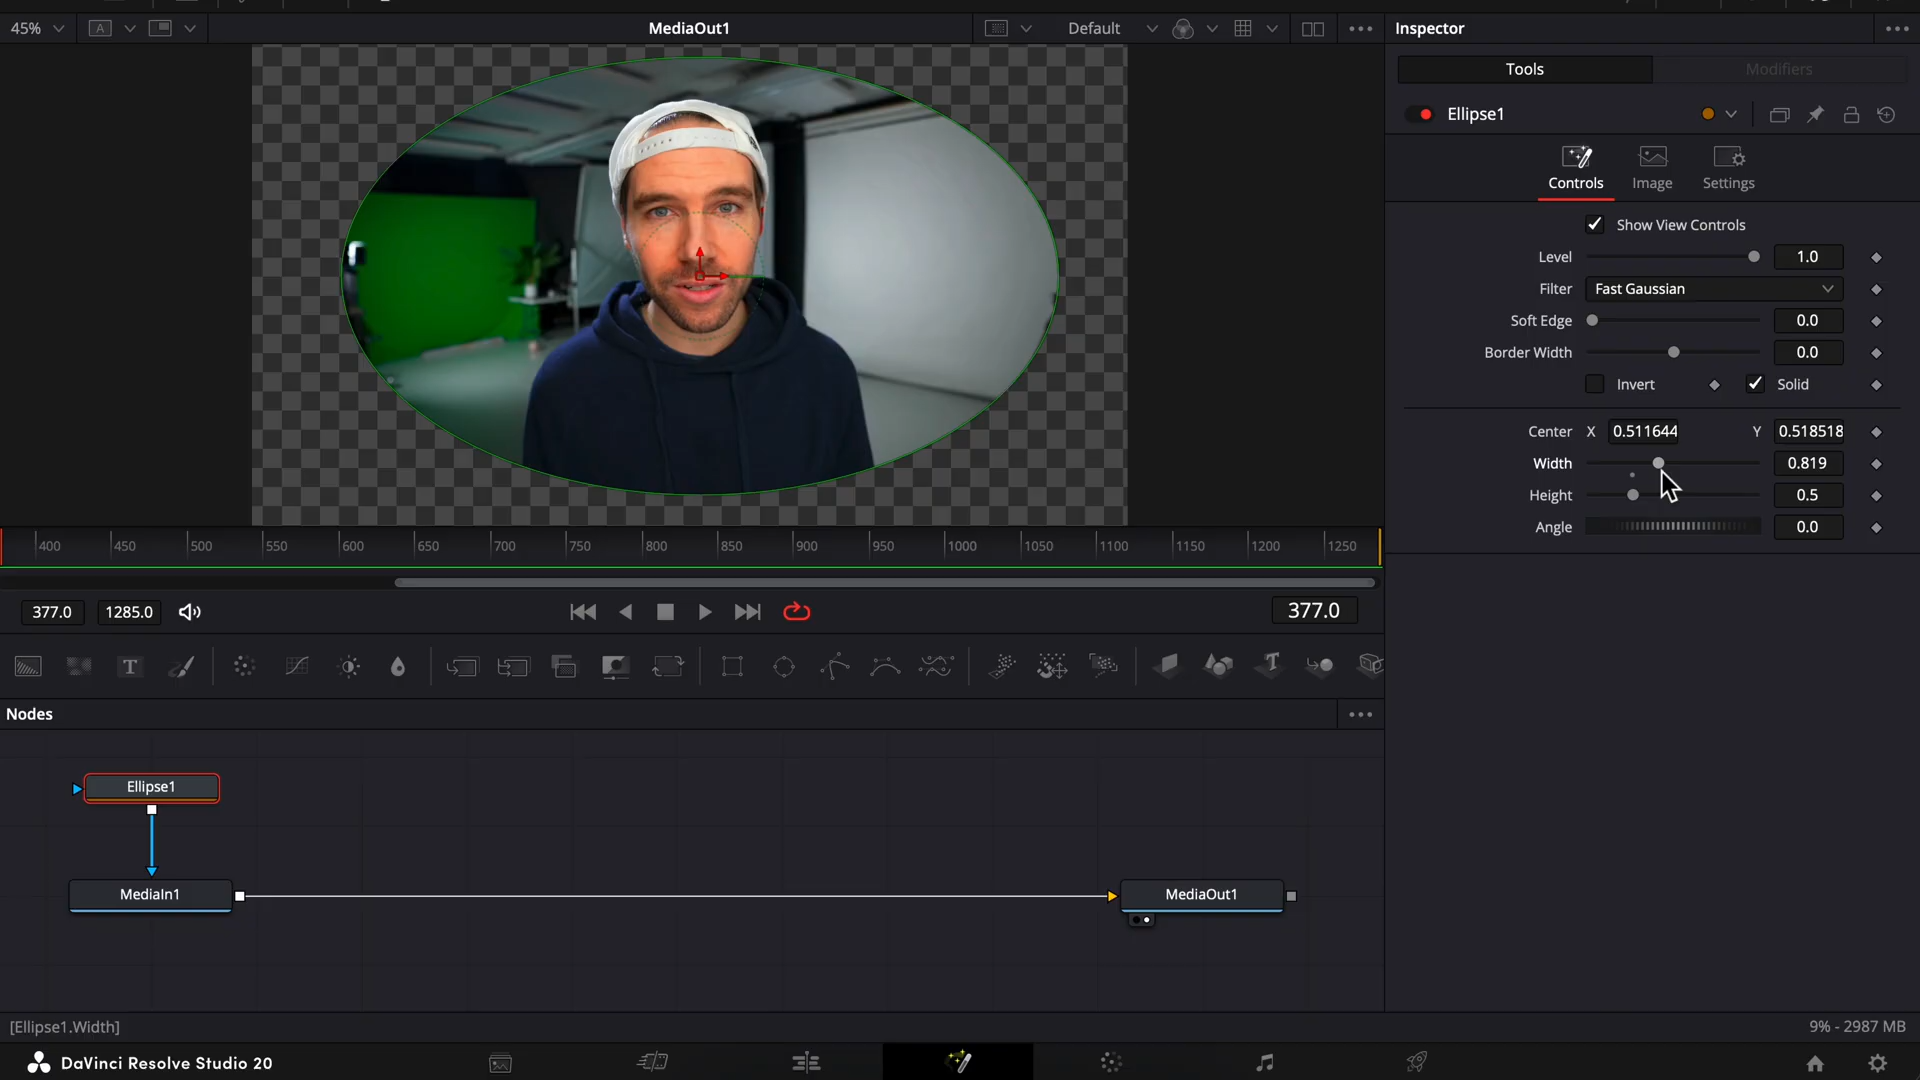 45%
A
MediaOut1
Default
Inspector
Tools
Modifiers
Ellipse1
Controls
Image
Settings
Show View Controls
Level 1.0
Filter Fast Gaussian
Soft Edge 0.0
Border Width 0.0
Invert Solid
Center X 0.511644 Y 0.518518
Width 0.819
Height 0.5
Angle 0.0
400 450 500 550 600 650 700 750 800 850 900 950 1000 1050 1100 1150 1200 1250
377.0 1285.0 377.0
T T
Nodes
Ellipse1
MediaIn1
MediaOut1
[Ellipse1.Width]
9% - 2987 MB
DaVinci Resolve Studio 20